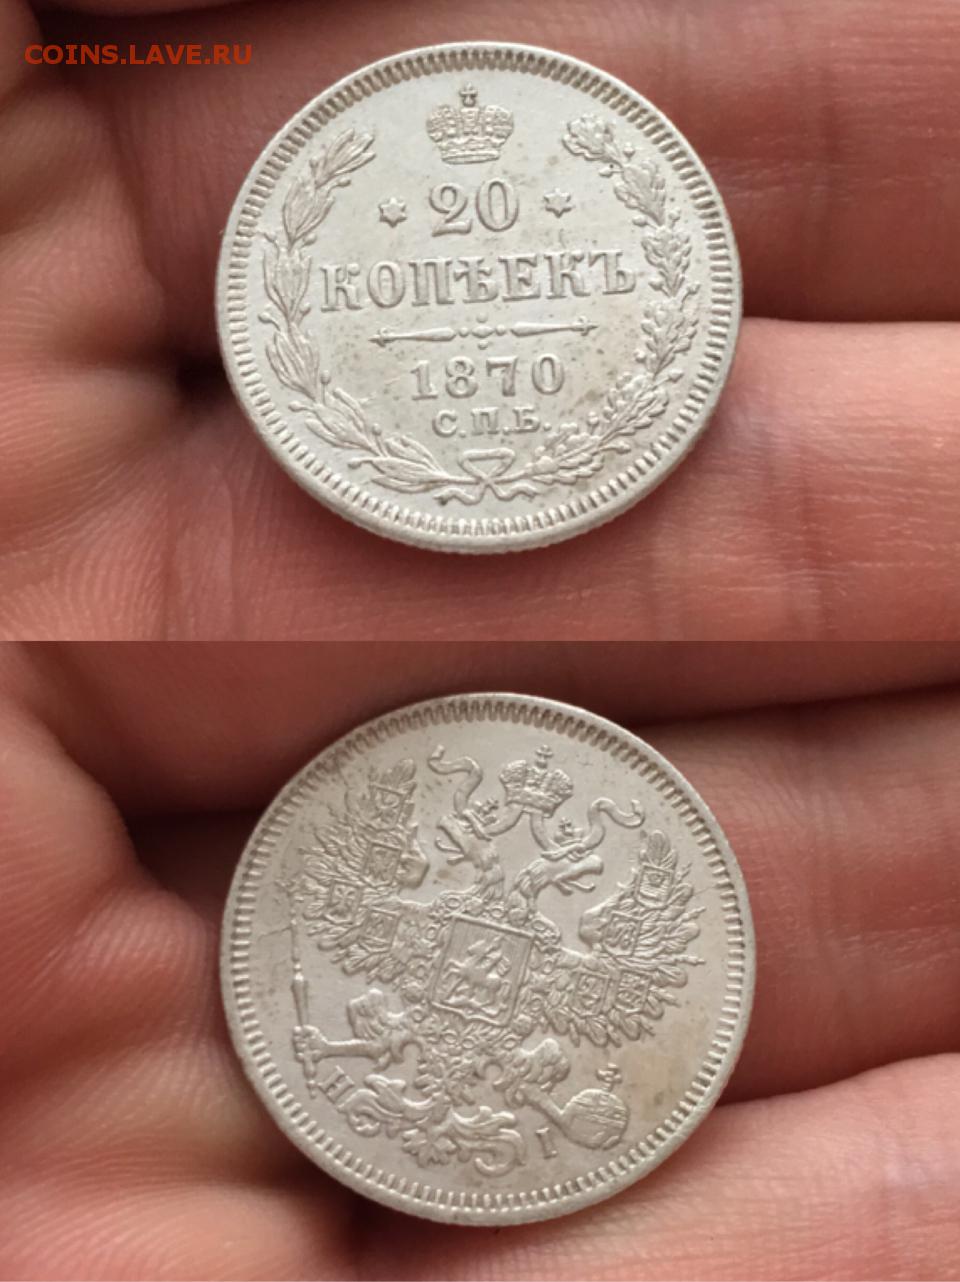 COINS.LAVE.RU
20
КОПѢЕКЪ
1870
С.П.Б.
Н I